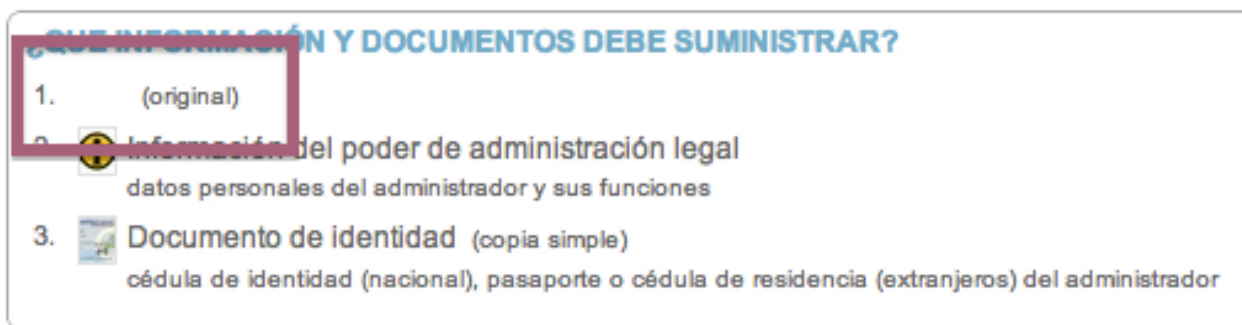 ¿QUE INFORMACIÓN Y DOCUMENTOS DEBE SUMINISTRAR?
1. (original)
2. Información del poder de administración legal
datos personales del administrador y sus funciones
3. Documento de identidad (copia simple)
cédula de identidad (nacional), pasaporte o cédula de residencia (extranjeros) del administrador